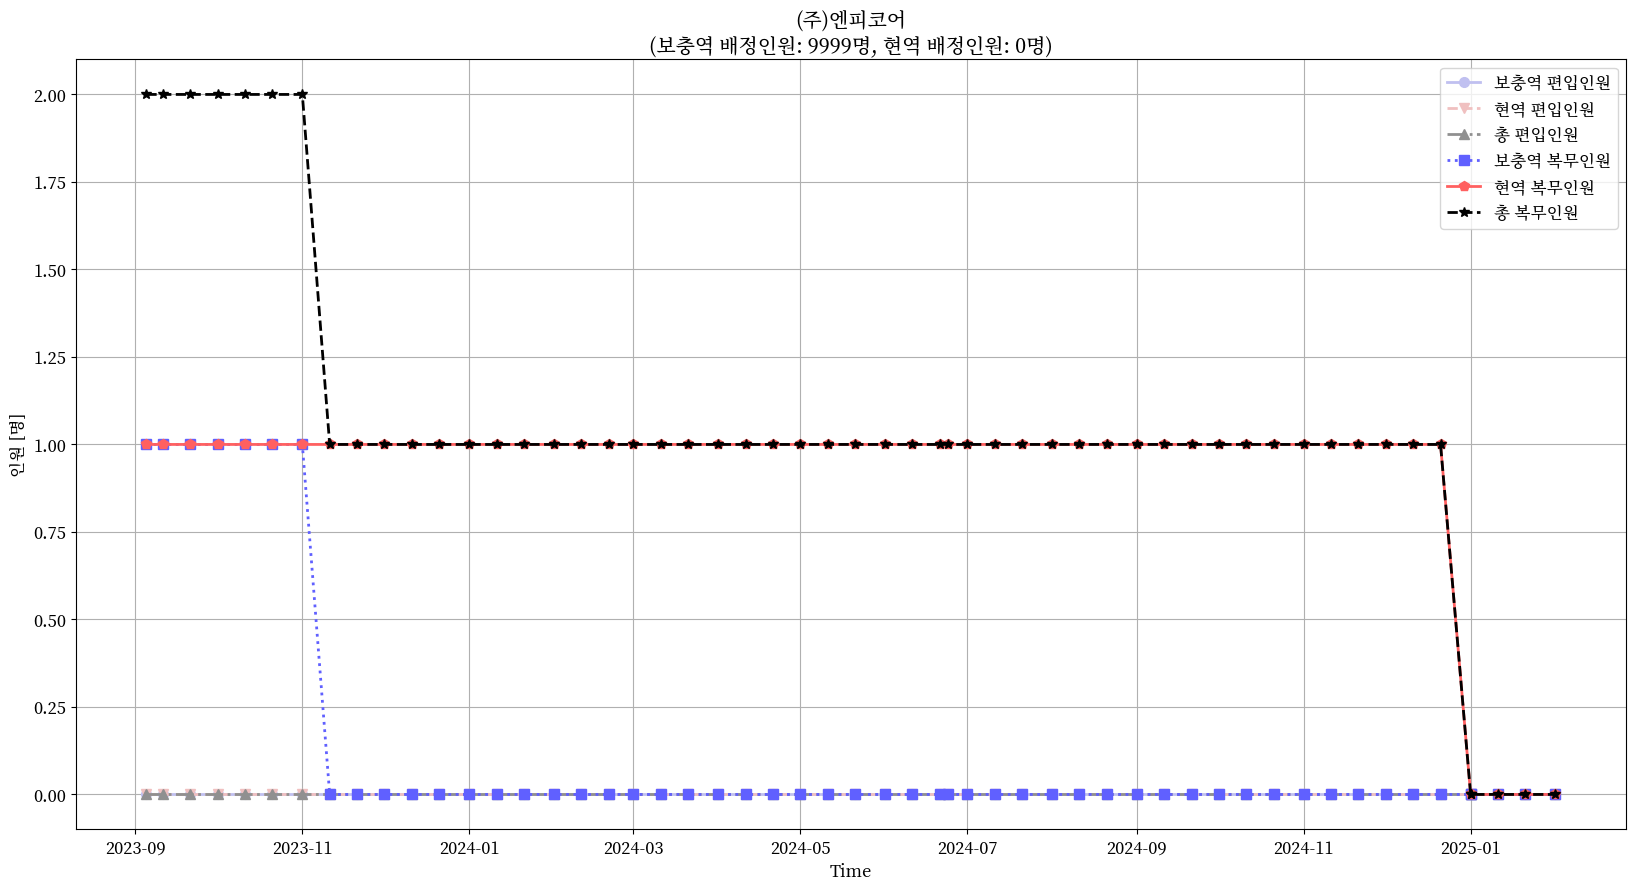 (주)엔피코어
(보충역 배정인원: 9999명, 현역 배정인원: 0명)
보충역 편입인원
현역 편입인원
총 편입인원
보충역 복무인원
현역 복무인원
총 복무인원
인원 [명]
2.00
1.75
1.50
1.25
1.00
0.75
0.50
0.25
0.00
2023-09
2023-11
2024-01
2024-03
2024-05
2024-07
2024-09
2024-11
2025-01
Time